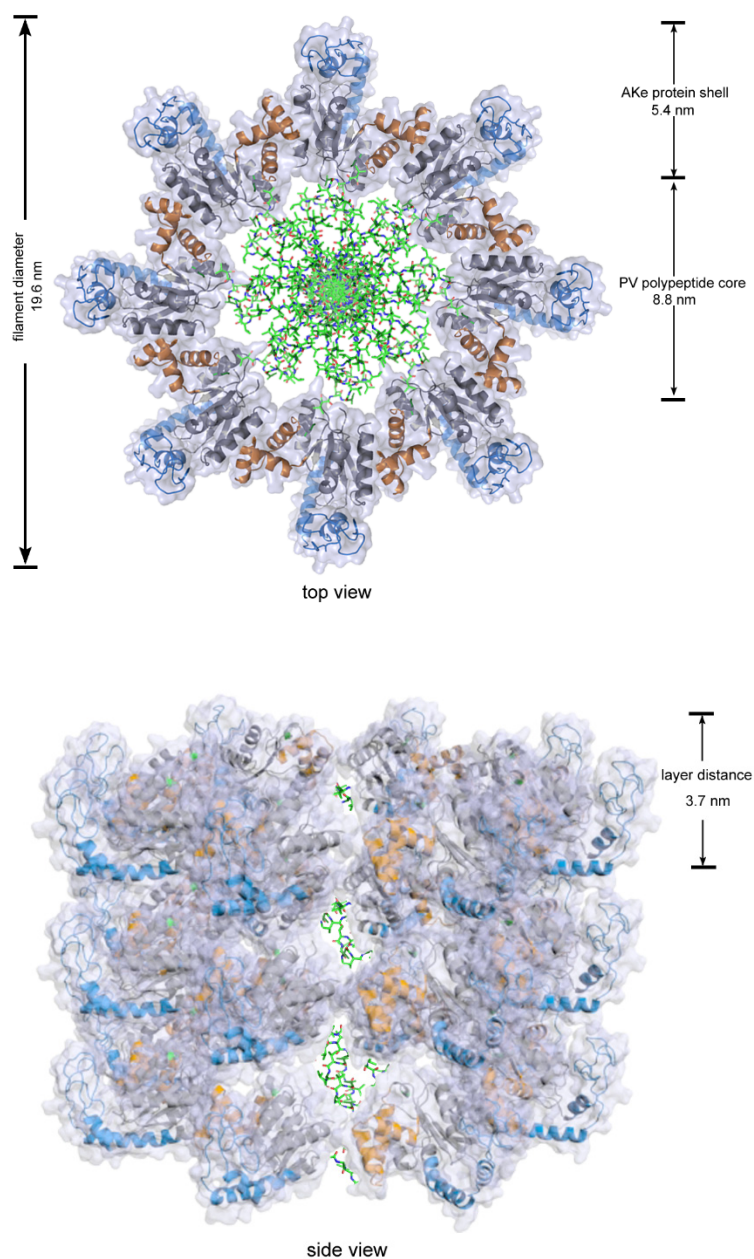 filament diameter
19.6 nm
AKe protein shell
5.4 nm
PV polypeptide core
8.8 nm
top view
layer distance
3.7 nm
side view